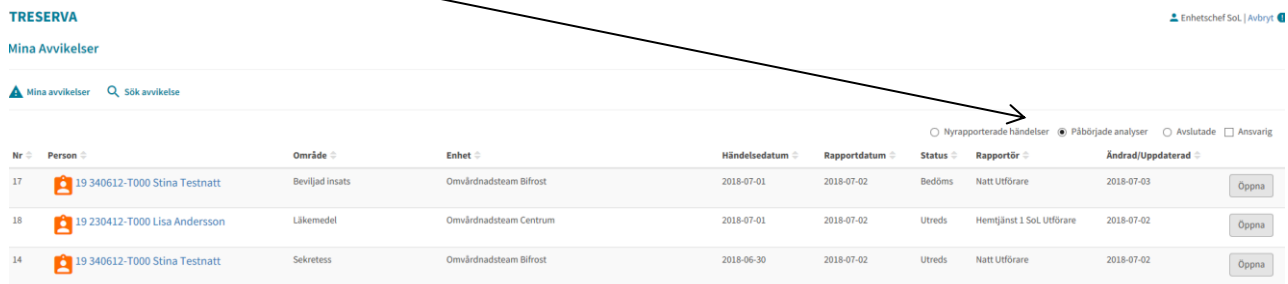 TRESERVA
Enhetschef SoL | Avbryt
Mina Avvikelser
Mina avvikelser Sök avvikelse
Nyrapporterade händelser Påbörjade analyser Avslutade Ansvarig
Nr Person Område Enhet Händelsedatum Rapportdatum Status Rapportör Ändrad/Uppdaterad
17 19 340612-T000 Stina Testnatt Beviljad insats Omvårdnadsteam Bifrost 2018-07-01 2018-07-02 Bedöms Natt Utförare 2018-07-03 Öppna
18 19 230412-T000 Lisa Andersson Läkemedel Omvårdnadsteam Centrum 2018-07-01 2018-07-02 Utreds Hemtjänst 1 SoL Utförare 2018-07-02 Öppna
14 19 340612-T000 Stina Testnatt Sekretess Omvårdnadsteam Bifrost 2018-06-30 2018-07-02 Utreds Natt Utförare 2018-07-02 Öppna